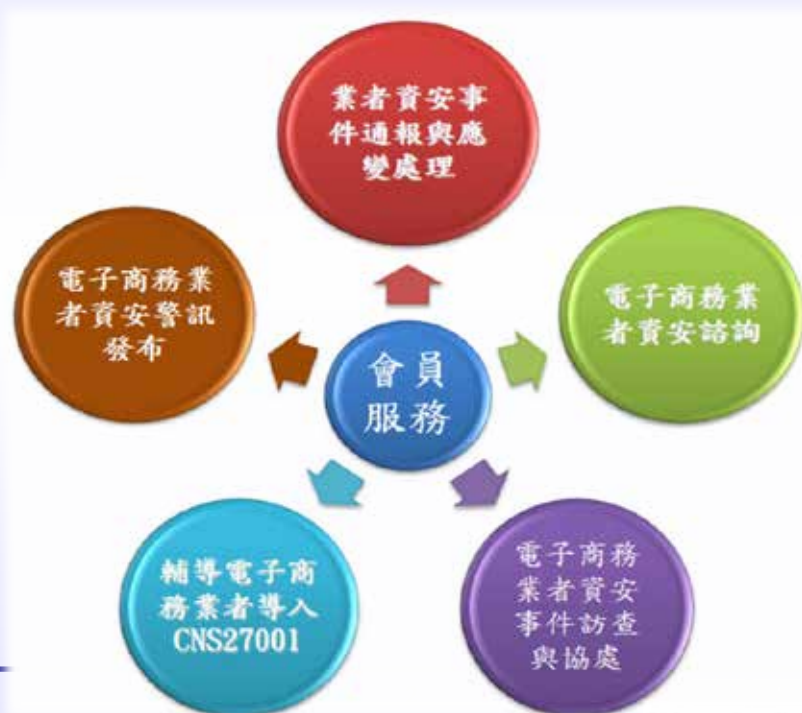 業者資安事
件通報與應
變處理
電子商務業
者資安警訊
發布
電子商務業
者資安諮詢
會員
服務
輔導電子商
務業者導入
CNS27001
電子商務
業者資安
事件訪查
與協處